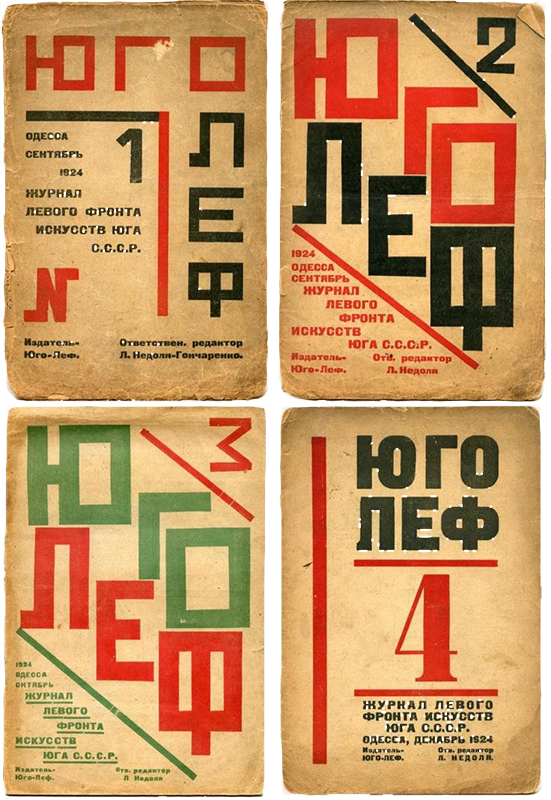 ЮГО
ЛЕФ
ОДЕССА
СЕНТЯБРЬ
1924
1
ЖУРНАЛ
ЛЕВОГО ФРОНТА
ИСКУССТВ ЮГА
С.С.С.Р.
№
Издатель-
Юго-Леф.
Ответствен. редактор
Л. Недоля-Гончаренко.
ЮГО
2
ЛЕФ
1924
ОДЕССА
СЕНТЯБРЬ
ЖУРНАЛ
ЛЕВОГО
ФРОНТА
ИСКУССТВ
ЮГА С.С.С.Р.
Издатель-
Юго-Леф.
Отв. редактор
Л. Недоля
ЮГО
3
ЛЕФ
1924
ОДЕССА
ОКТЯБРЬ
ЖУРНАЛ
ЛЕВОГО
ФРОНТА
ИСКУССТВ
ЮГА С.С.С.Р.
Издатель-
Юго-Леф.
Отв. редактор
Л Недоля
ЮГО
ЛЕФ
4
ЖУРНАЛ ЛЕВОГО
ФРОНТА ИСКУССТВ
ЮГА С.С.С.Р.
ОДЕССА, ДЕКАБРЬ 1924
Издатель-
ЮГО-ЛЕФ.
Отв. редактор
Л. НЕДОЛЯ.